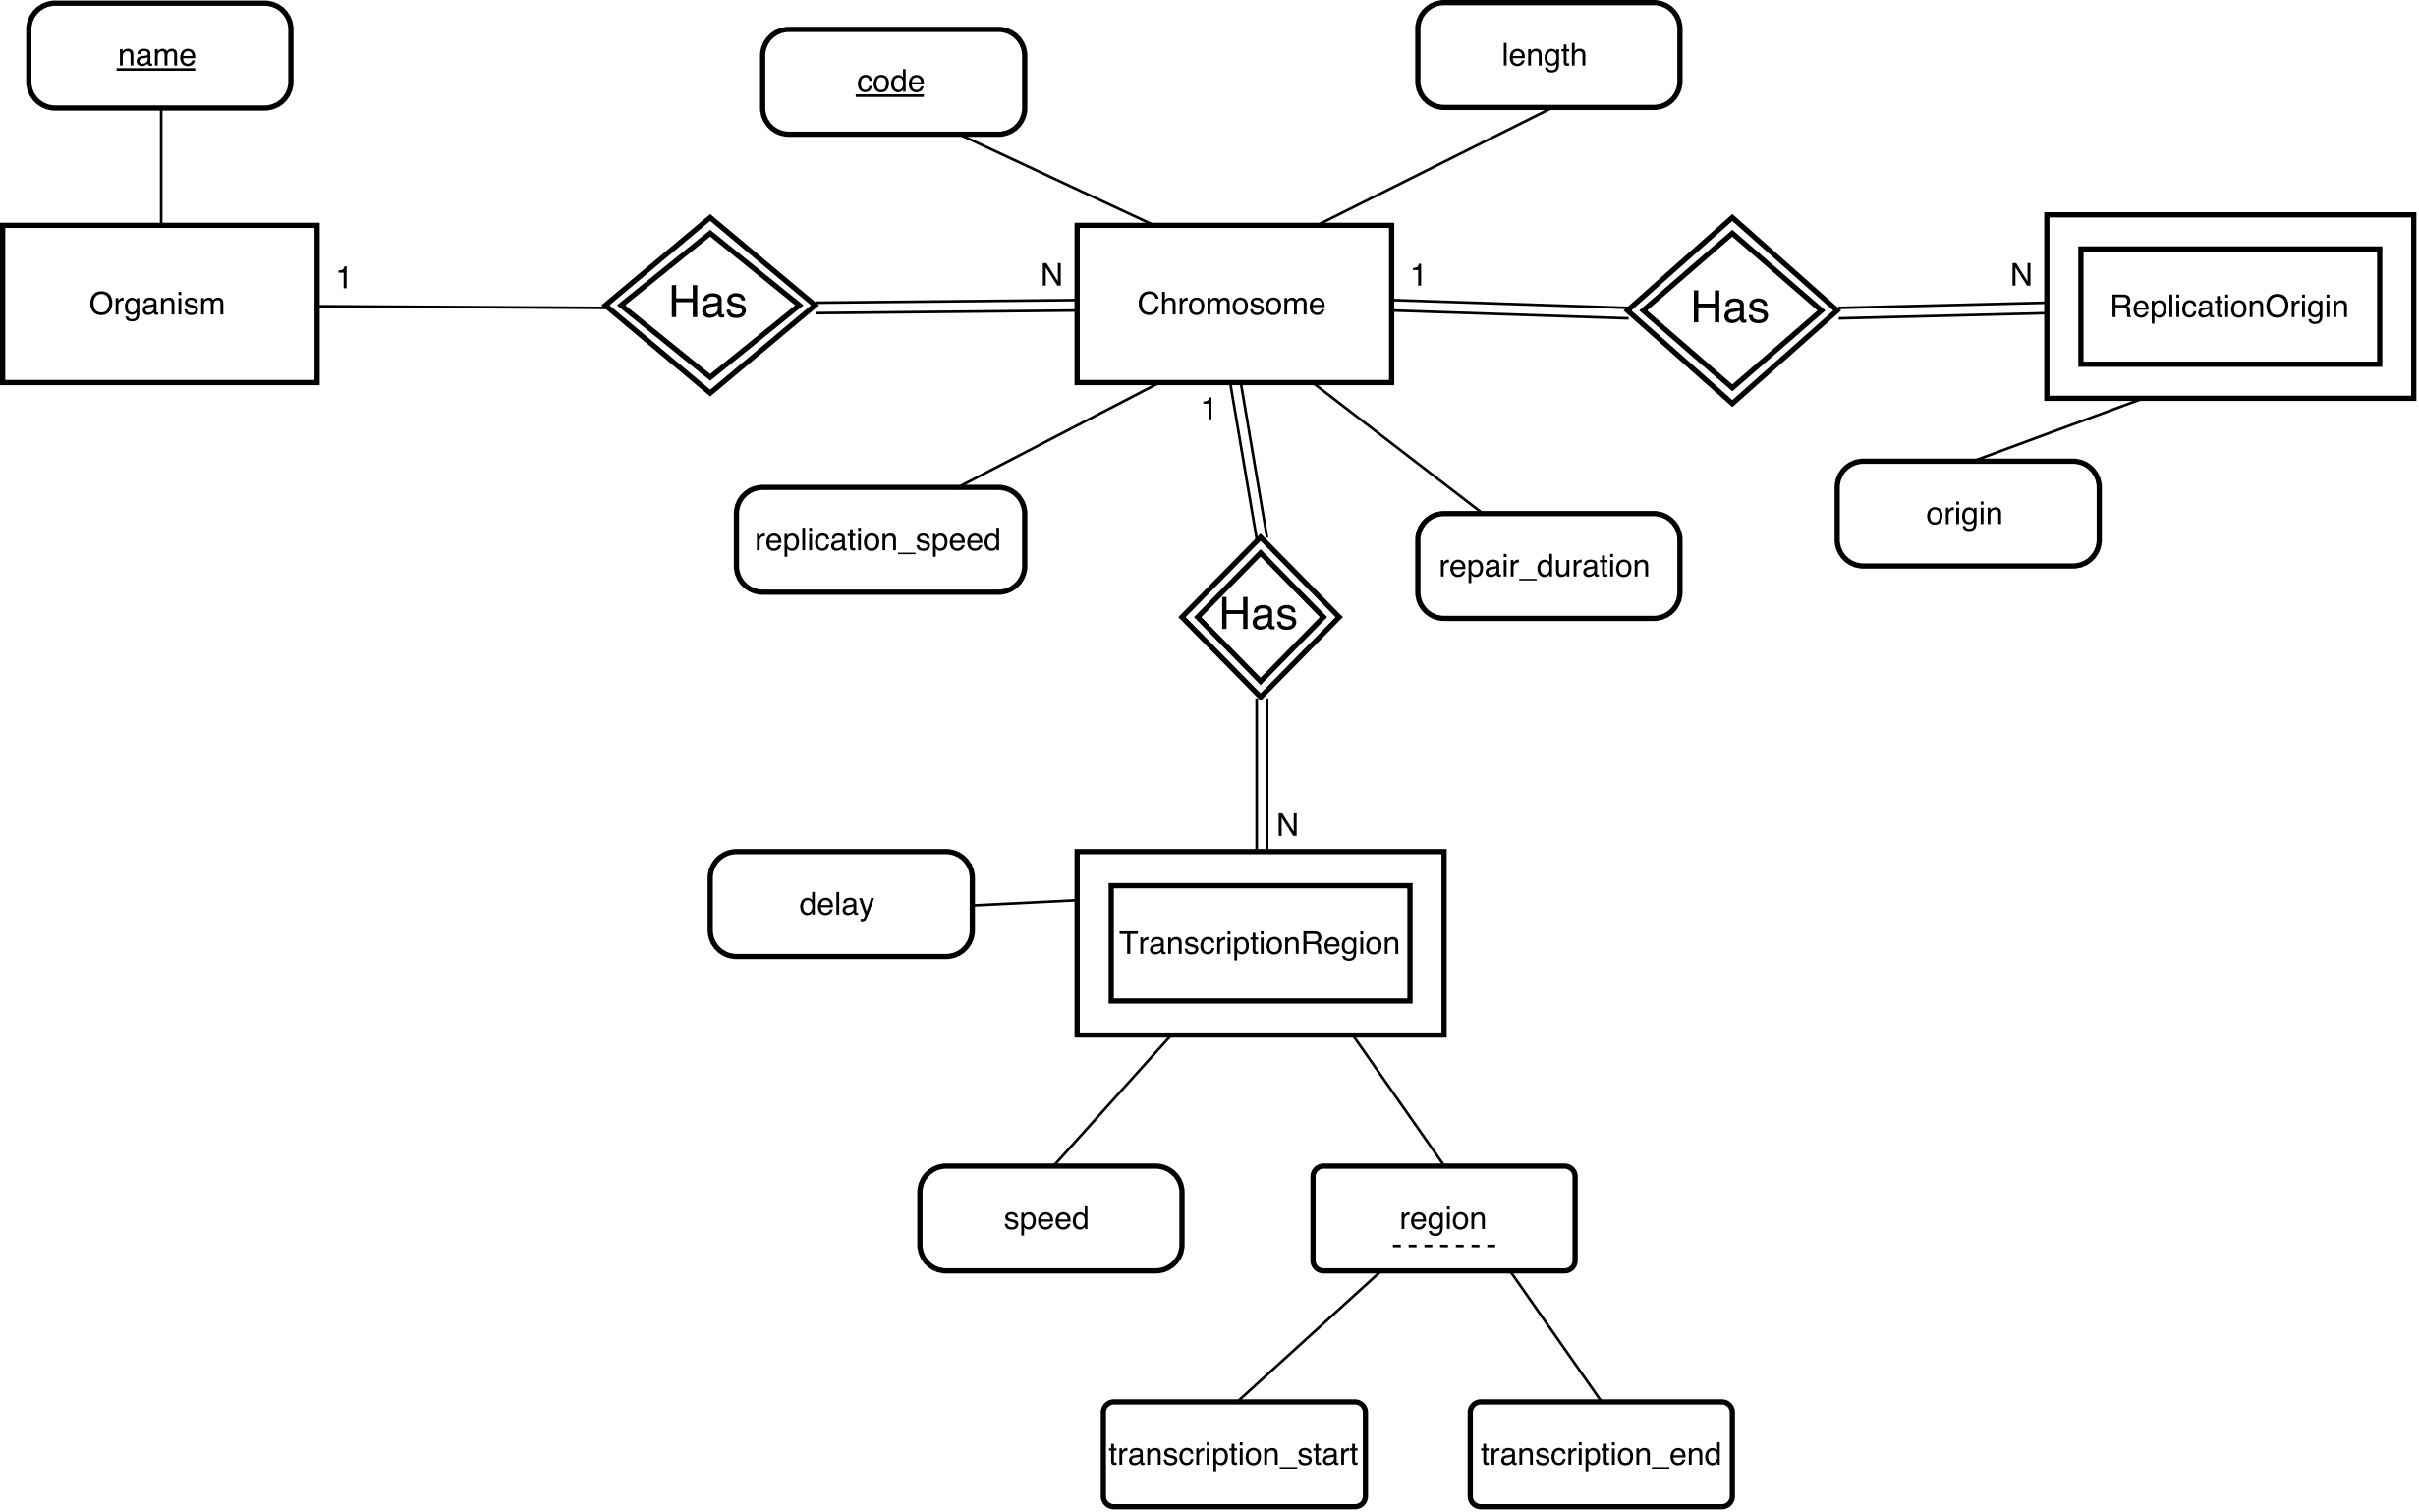 name
code
length
Organism
1
Has
N
Chromosome
1
Has
N
ReplicationOrigin
1
replication_speed
repair_duration
origin
Has
N
delay
TranscriptionRegion
speed
region
transcription_start
transcription_end